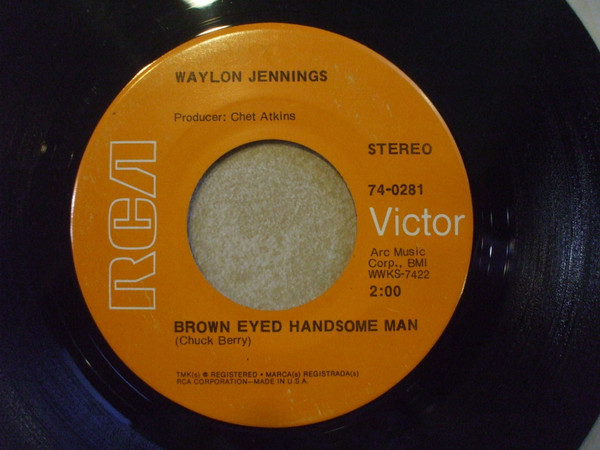 WAYLON JENNINGS
Producer: Chet Atkins
STEREO
74-0281
RCA
Victor
Arc Music
Corp., BMI
WWKS-7422
2:00
BROWN EYED HANDSOME MAN
(Chuck Berry)
TMK(s) ® REGISTERED • MARCA(s) REGISTRADA(s)
RCA CORPORATION—MADE IN U.S.A.